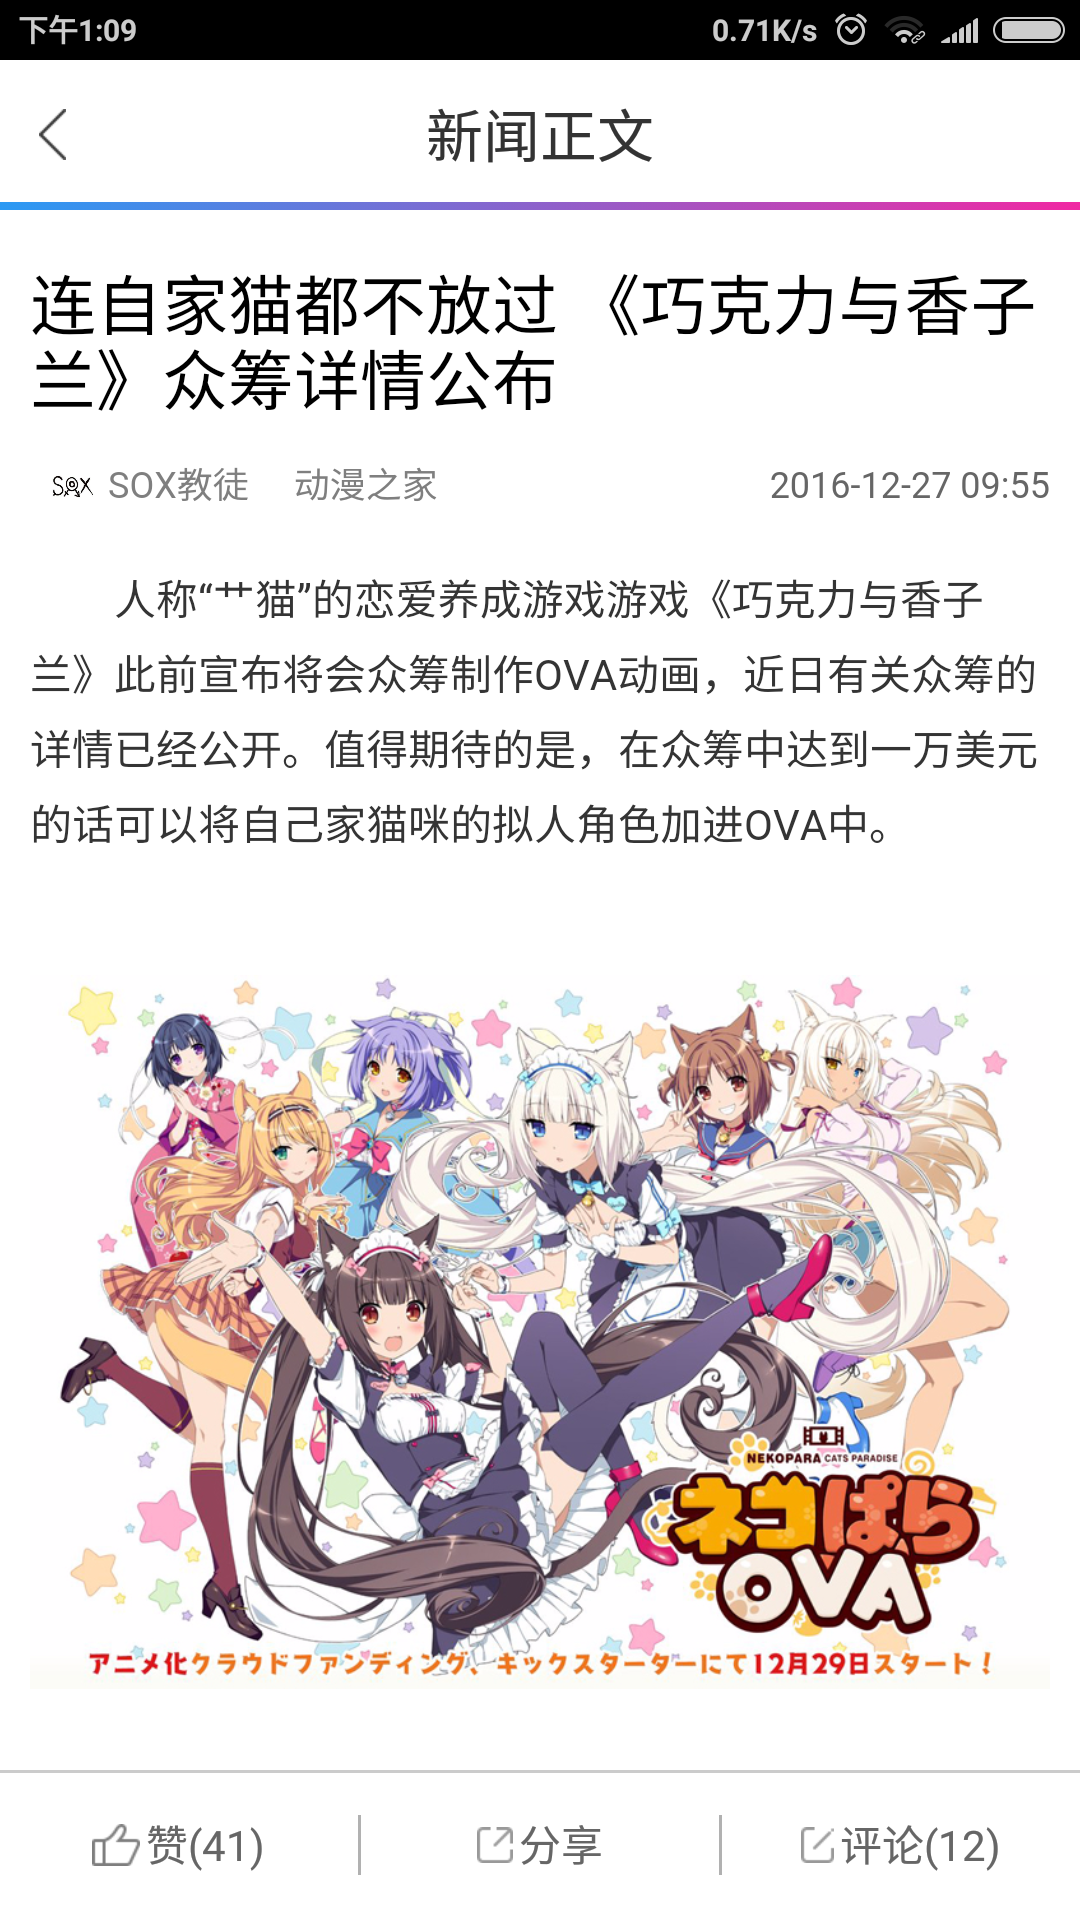 下午1:09
0.71K/s
新闻正文
连自家猫都不放过 《巧克力与香子
兰》众筹详情公布
SOX SOX教徒 动漫之家 2016-12-27 09:55
人称“艹猫”的恋爱养成游戏游戏《巧克力与香子
兰》此前宣布将会众筹制作OVA动画，近日有关众筹的
详情已经公开。值得期待的是，在众筹中达到一万美元
的话可以将自己家猫咪的拟人角色加进OVA中。
NEKOPARA CATS PARADISE
ネコぱら
OVA
アニメ化クラウドファンディング、キックスターターにて12月29日スタート！
赞(41)
分享
评论(12)